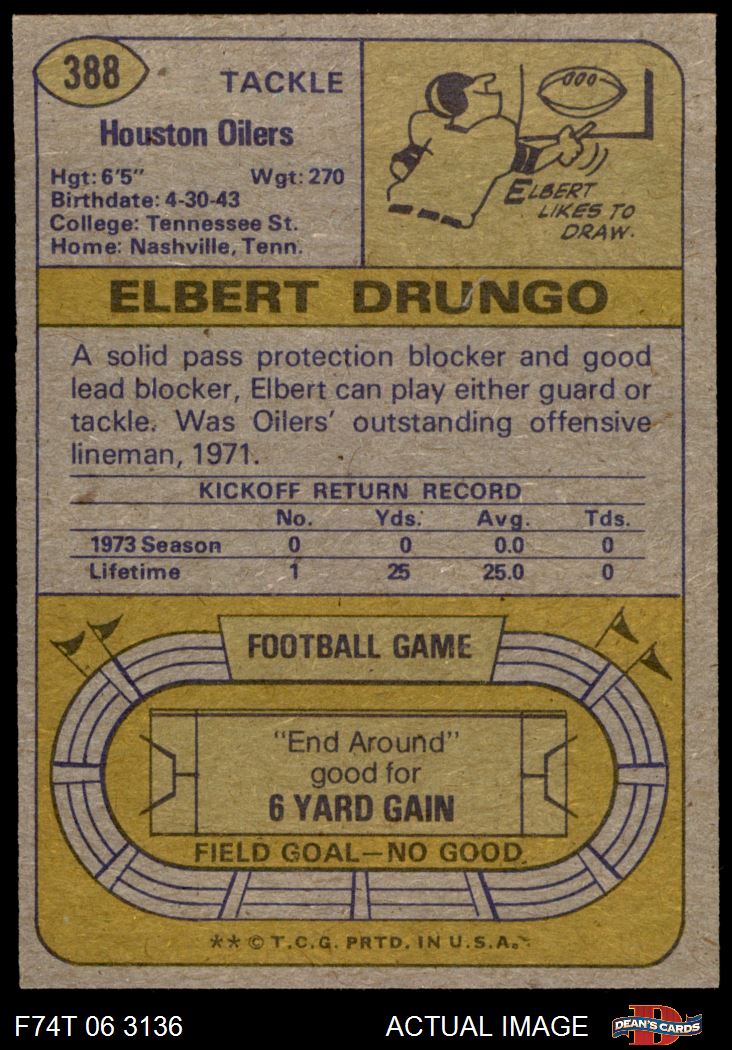 388
TACKLE
Houston Oilers
Hgt: 6'5" Wgt: 270
Birthdate: 4-30-43
College: Tennessee St.
Home: Nashville, Tenn.
ELBERT
LIKES TO
DRAW.
ELBERT DRUNGO
A solid pass protection blocker and good
lead blocker, Elbert can play either guard or
tackle. Was Oilers' outstanding offensive
lineman, 1971.
KICKOFF RETURN RECORD
No. Yds. Avg. Tds.
1973 Season 0 0 0.0 0
Lifetime 1 25 25.0 0
FOOTBALL GAME
"End Around"
good for
6 YARD GAIN
FIELD GOAL—NO GOOD
** © T.C.G. PRTD. IN U.S.A.
F74T 06 3136 ACTUAL IMAGE DEAN'S CARDS